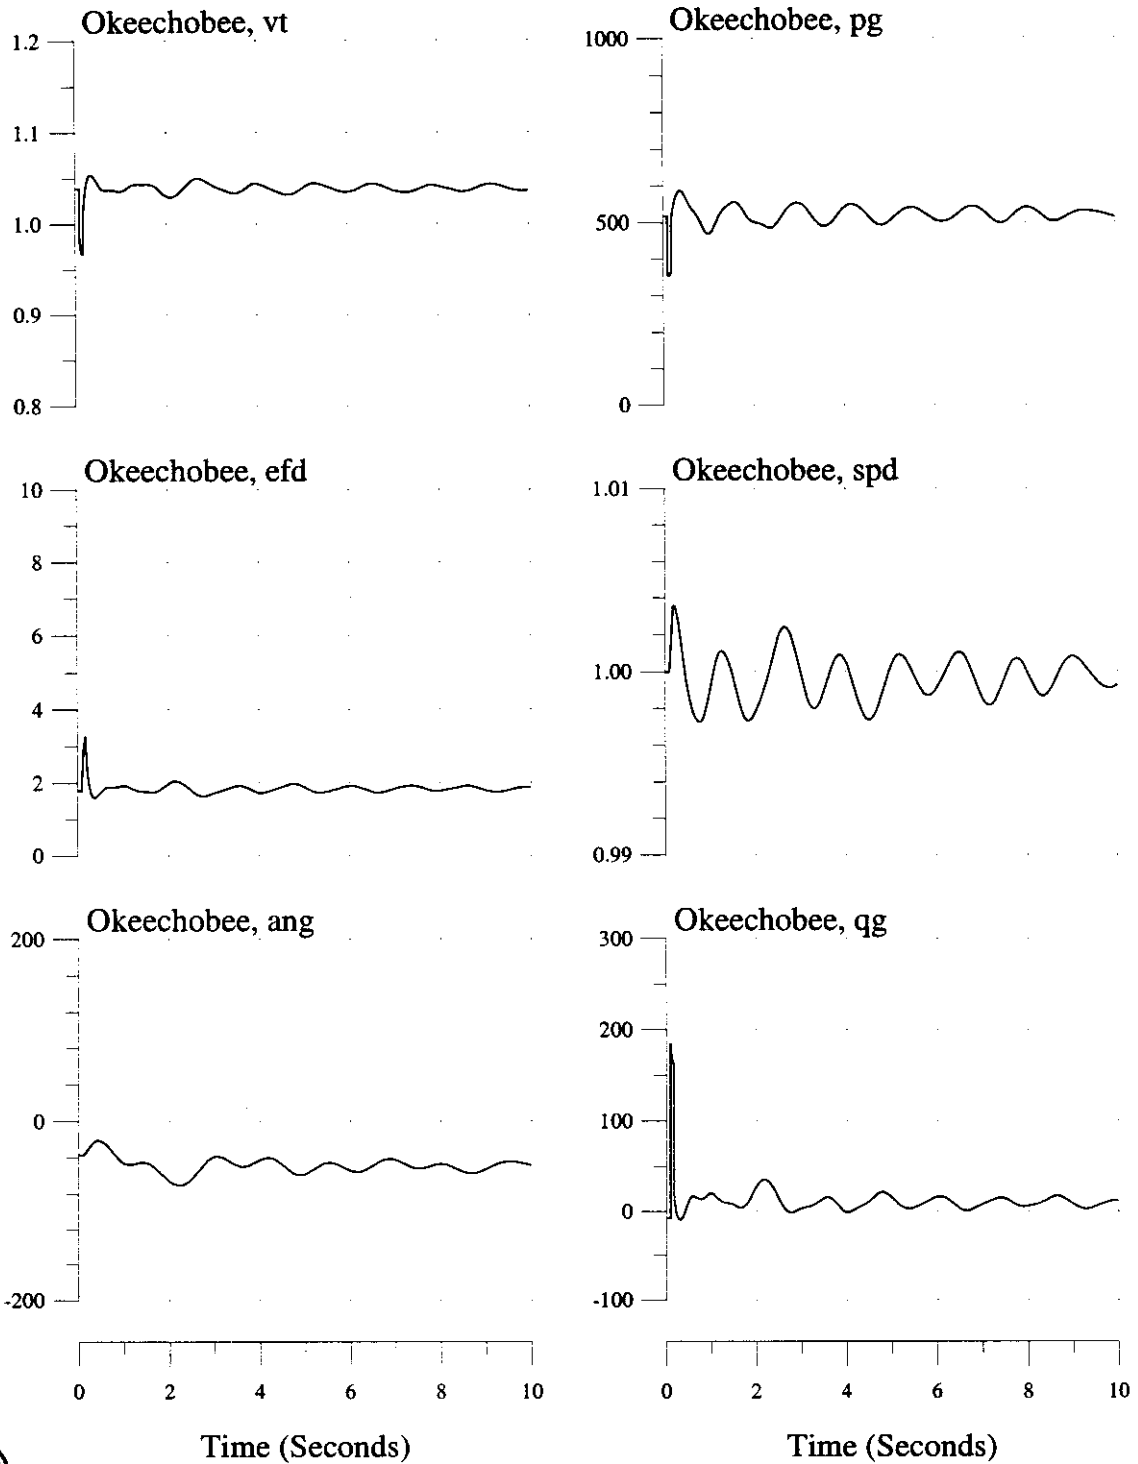 Okeechobee, vt
1.2
1.1
1.0
0.9
0.8
Okeechobee, pg
1000
500
0
Okeechobee, efd
10
8
6
4
2
0
Okeechobee, spd
1.01
1.00
0.99
Okeechobee, ang
200
0
-200
Okeechobee, qg
300
200
100
0
-100
0 2 4 6 8 10
Time (Seconds)
0 2 4 6 8 10
Time (Seconds)